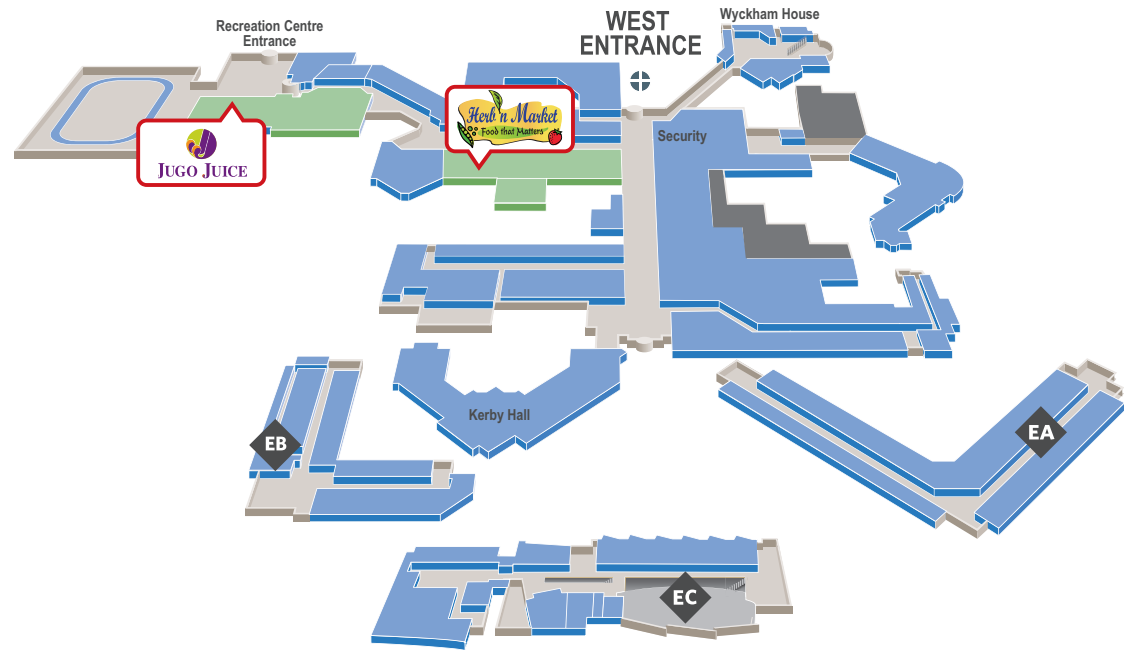 Wyckham House
WEST
ENTRANCE
Recreation Centre
Entrance
Herb 'n Market
Food that Matters
Security
JUGO JUICE
Kerby Hall
EB
EA
EC